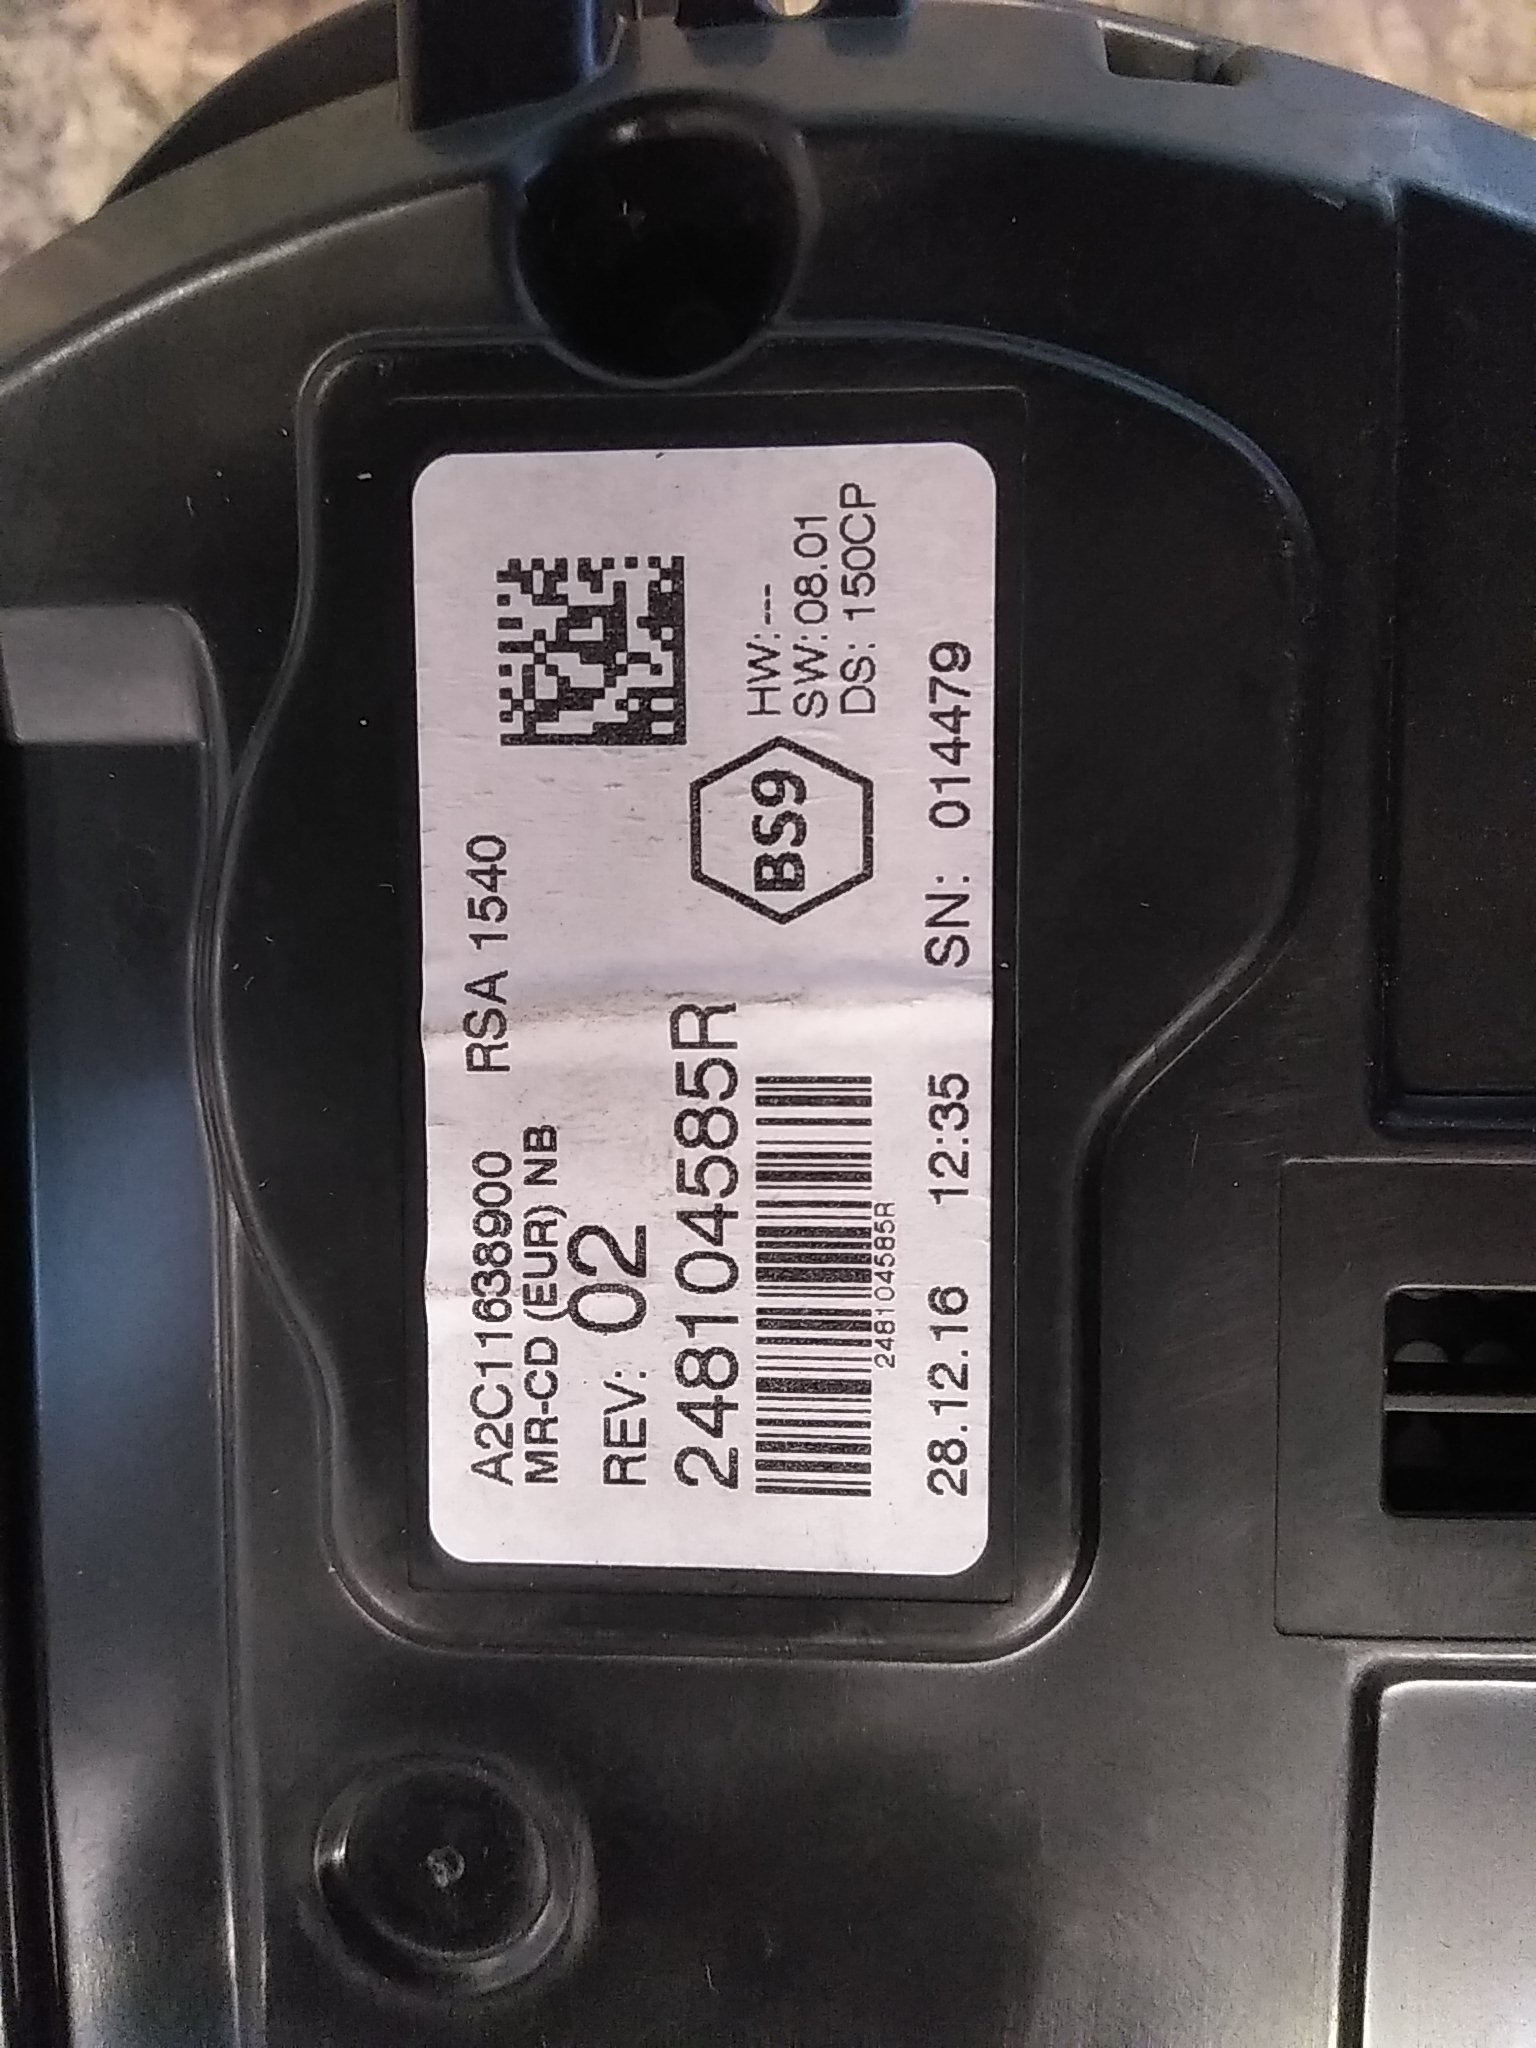 A2C11638900 RSA 1540
MR-CD (EUR) NB
REV: 02
248104585R
BS9
HW:---
SW:08.01
DS: 150CP
248104585R
28.12.16 12:35 SN: 014479